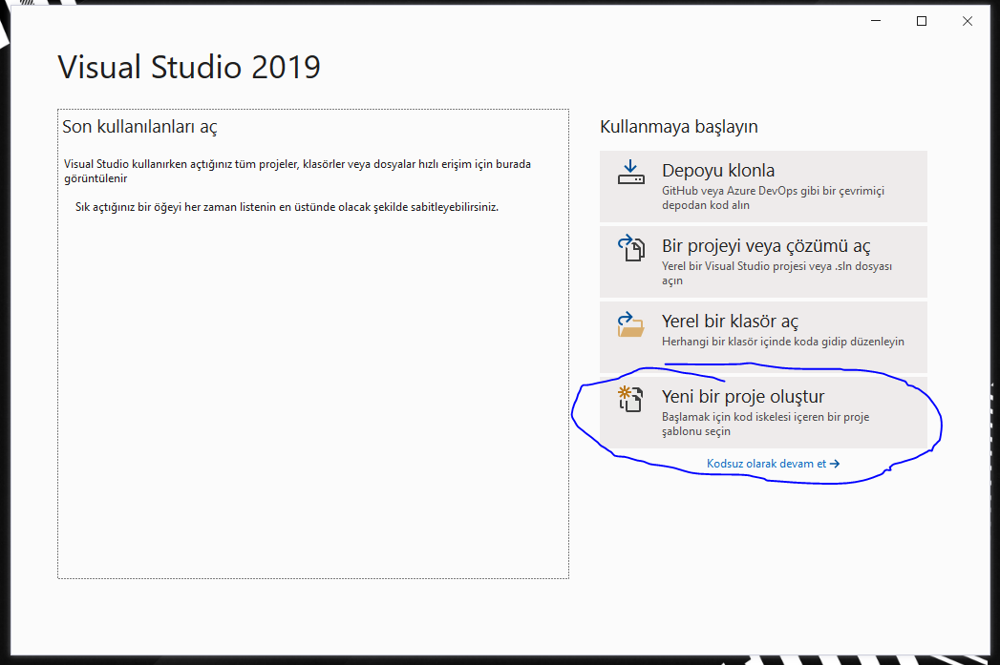 Visual Studio 2019
Son kullanılanları aç
Visual Studio kullanırken açtığınız tüm projeler, klasörler veya dosyalar hızlı erişim için burada
görüntülenir
Sık açtığınız bir öğeyi her zaman listenin en üstünde olacak şekilde sabitleyebilirsiniz.
Kullanmaya başlayın
Depoyu klonla
GitHub veya Azure DevOps gibi bir çevrimiçi
depodan kod alın
Bir projeyi veya çözümü aç
Yerel bir Visual Studio projesi veya .sln dosyası
açın
Yerel bir klasör aç
Herhangi bir klasör içinde koda gidip düzenleyin
Yeni bir proje oluştur
Başlamak için kod iskelesi içeren bir proje
şablonu seçin
Kodsuz olarak devam et →